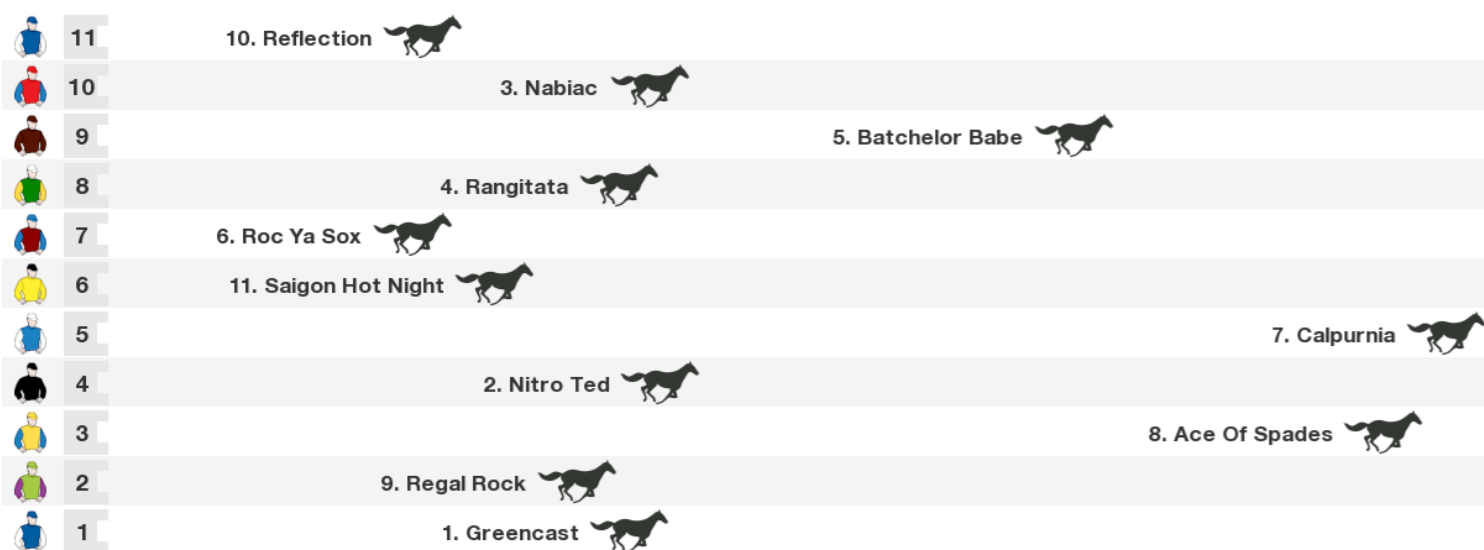 11 10. Reflection
10 3. Nabiac
9 5. Batchelor Babe
8 4. Rangitata
7 6. Roc Ya Sox
6 11. Saigon Hot Night
5 7. Calpurnia
4 2. Nitro Ted
3 8. Ace Of Spades
2 9. Regal Rock
1 1. Greencast